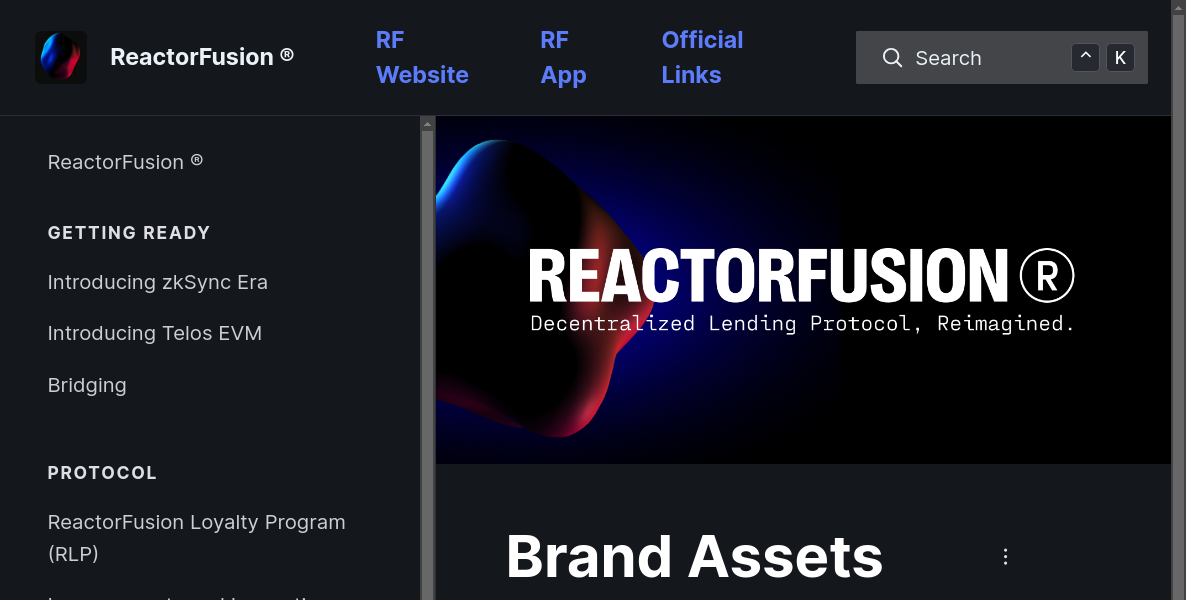 ReactorFusion ®
RF Website
RF App
Official Links
Search
^ K
ReactorFusion ®
GETTING READY
Introducing zkSync Era
Introducing Telos EVM
Bridging
PROTOCOL
ReactorFusion Loyalty Program
(RLP)
REACTORFUSION®
Decentralized Lending Protocol, Reimagined.
Brand Assets